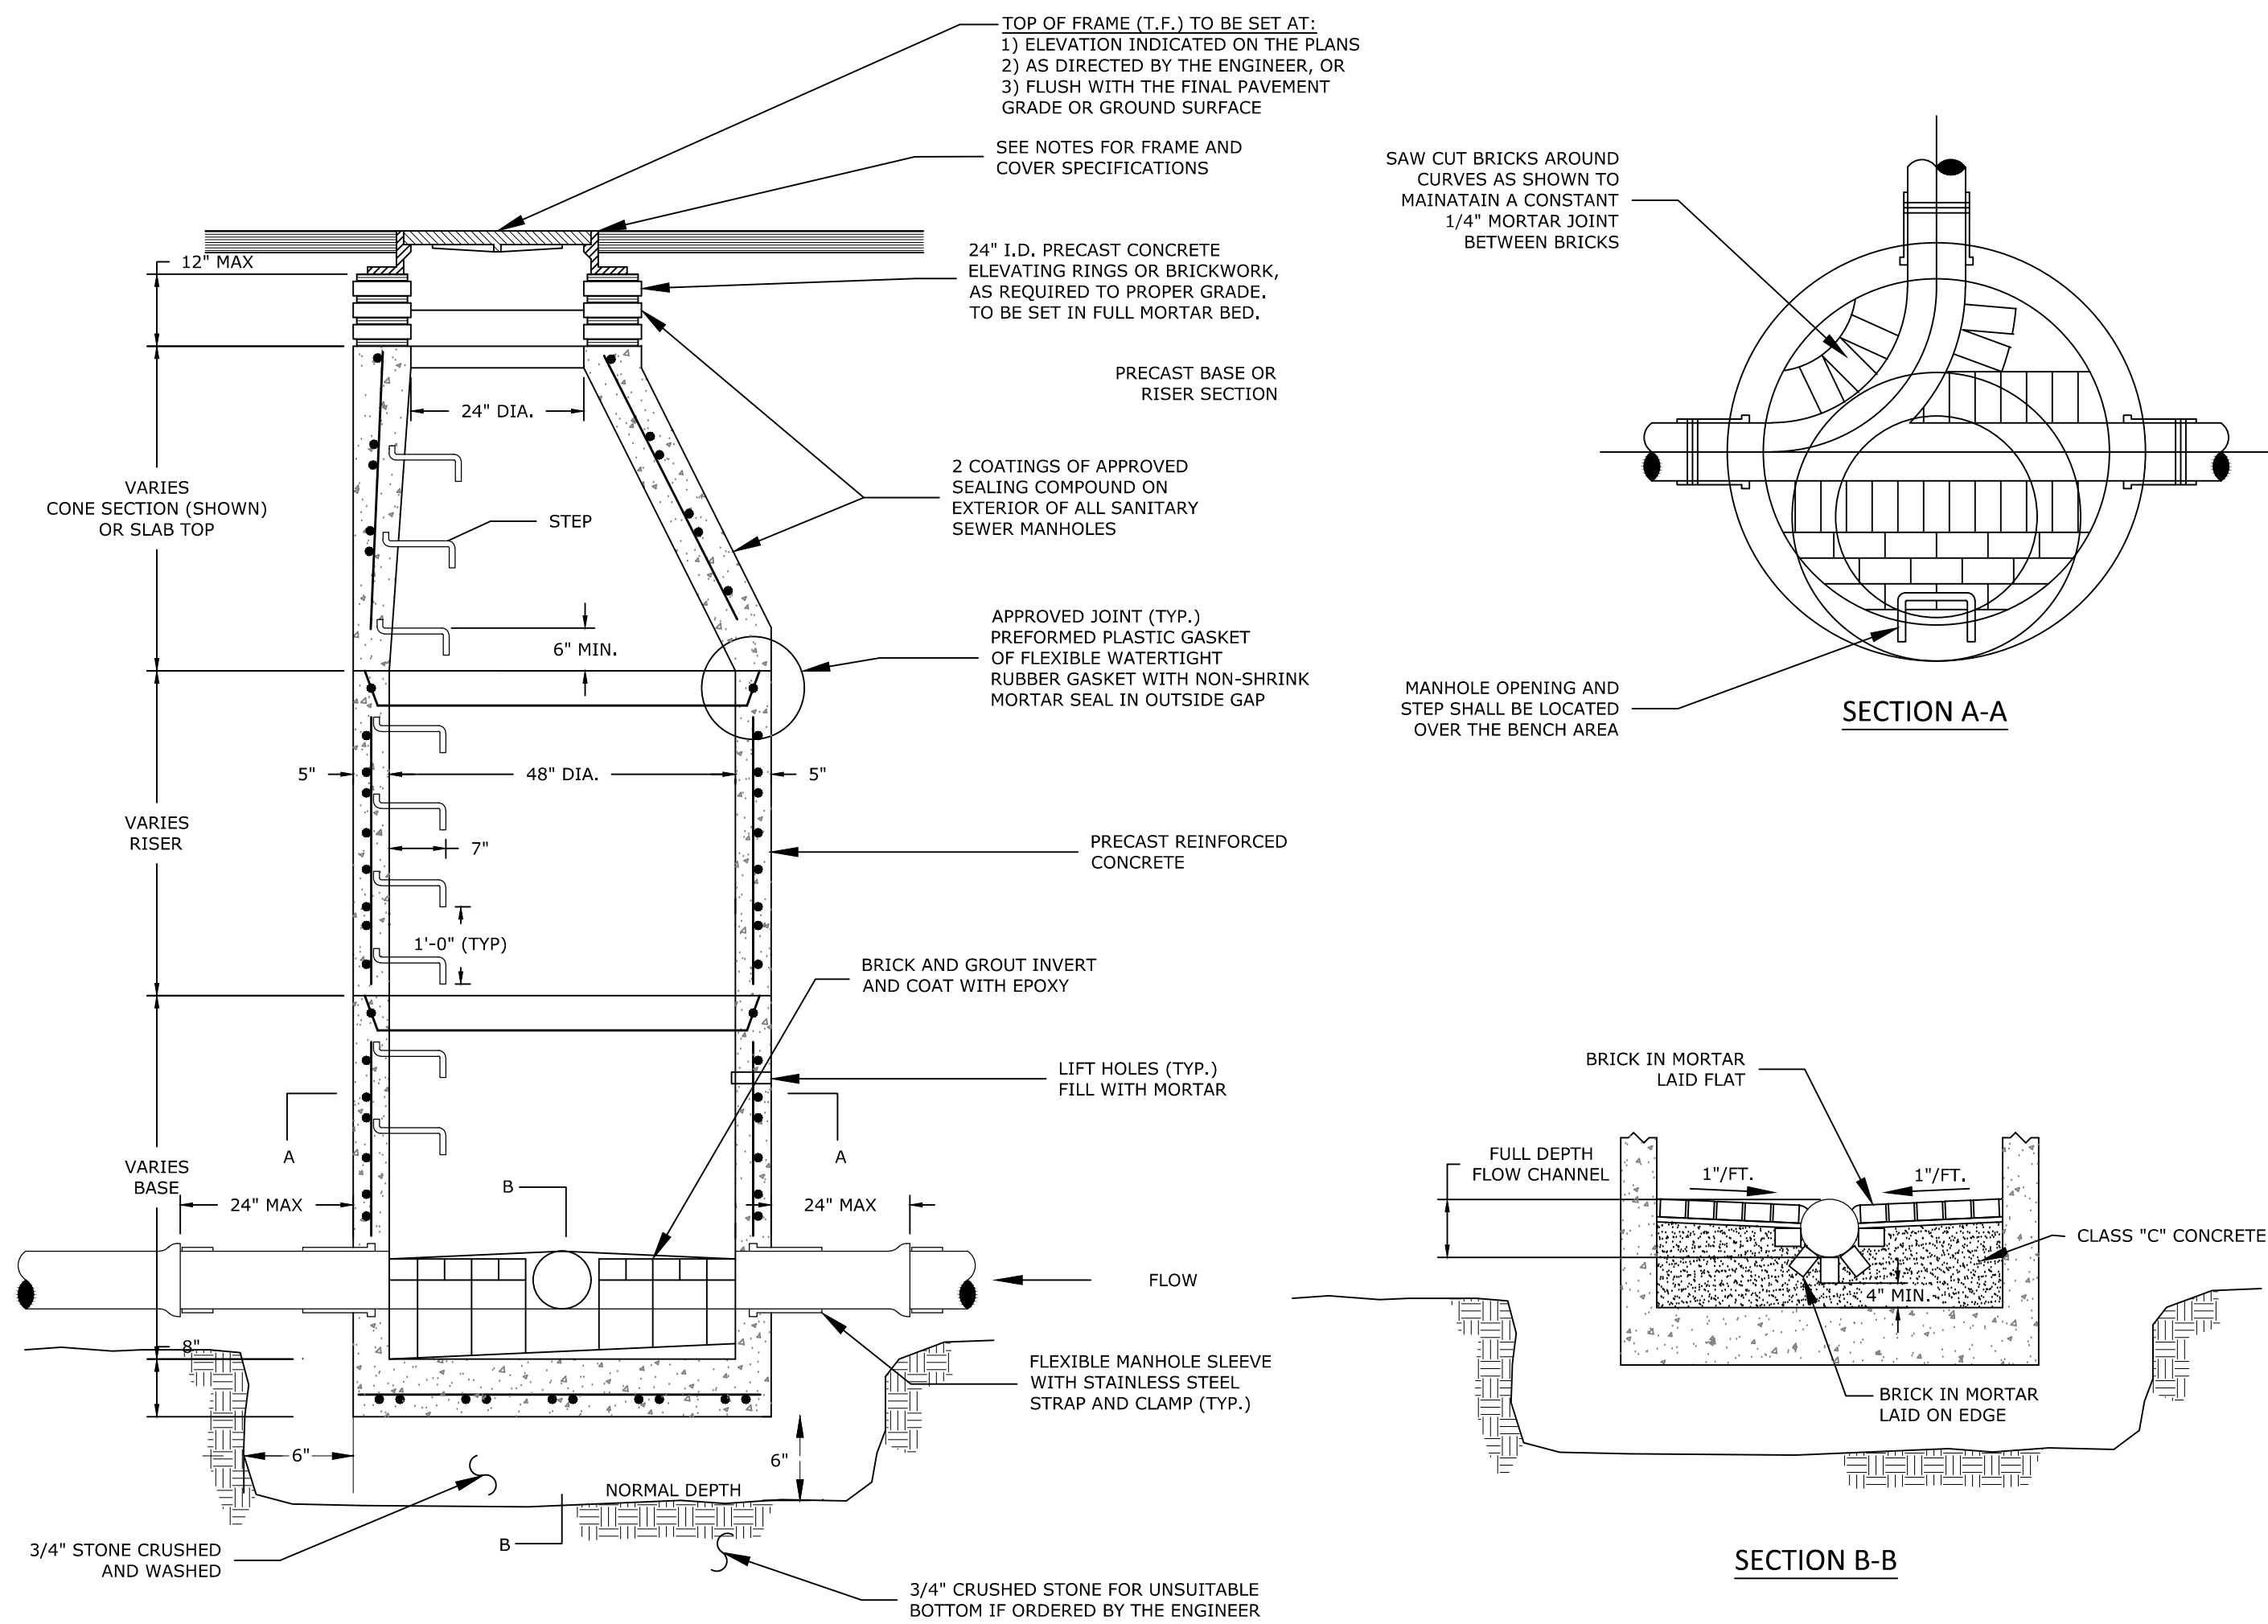 TOP OF FRAME (T.F.) TO BE SET AT:
1) ELEVATION INDICATED ON THE PLANS
2) AS DIRECTED BY THE ENGINEER, OR
3) FLUSH WITH THE FINAL PAVEMENT
GRADE OR GROUND SURFACE
SEE NOTES FOR FRAME AND
COVER SPECIFICATIONS
12" MAX
24" I.D. PRECAST CONCRETE
ELEVATING RINGS OR BRICKWORK,
AS REQUIRED TO PROPER GRADE.
TO BE SET IN FULL MORTAR BED.
PRECAST BASE OR
RISER SECTION
24" DIA.
2 COATINGS OF APPROVED
SEALING COMPOUND ON
EXTERIOR OF ALL SANITARY
SEWER MANHOLES
VARIES
CONE SECTION (SHOWN)
OR SLAB TOP
STEP
6" MIN.
APPROVED JOINT (TYP.)
PREFORMED PLASTIC GASKET
OF FLEXIBLE WATERTIGHT
RUBBER GASKET WITH NON-SHRINK
MORTAR SEAL IN OUTSIDE GAP
5"
48" DIA.
5"
VARIES
RISER
7"
PRECAST REINFORCED
CONCRETE
1'-0" (TYP)
BRICK AND GROUT INVERT
AND COAT WITH EPOXY
LIFT HOLES (TYP.)
FILL WITH MORTAR
A
A
VARIES
BASE
B
24" MAX
24" MAX
FLOW
8"
FLEXIBLE MANHOLE SLEEVE
WITH STAINLESS STEEL
STRAP AND CLAMP (TYP.)
6"
6"
NORMAL DEPTH
B
3/4" STONE CRUSHED
AND WASHED
3/4" CRUSHED STONE FOR UNSUITABLE
BOTTOM IF ORDERED BY THE ENGINEER
SAW CUT BRICKS AROUND
CURVES AS SHOWN TO
MAINATAIN A CONSTANT
1/4" MORTAR JOINT
BETWEEN BRICKS
MANHOLE OPENING AND
STEP SHALL BE LOCATED
OVER THE BENCH AREA
SECTION A-A
BRICK IN MORTAR
LAID FLAT
FULL DEPTH
FLOW CHANNEL
1"/FT.
1"/FT.
CLASS "C" CONCRETE
4" MIN.
BRICK IN MORTAR
LAID ON EDGE
SECTION B-B